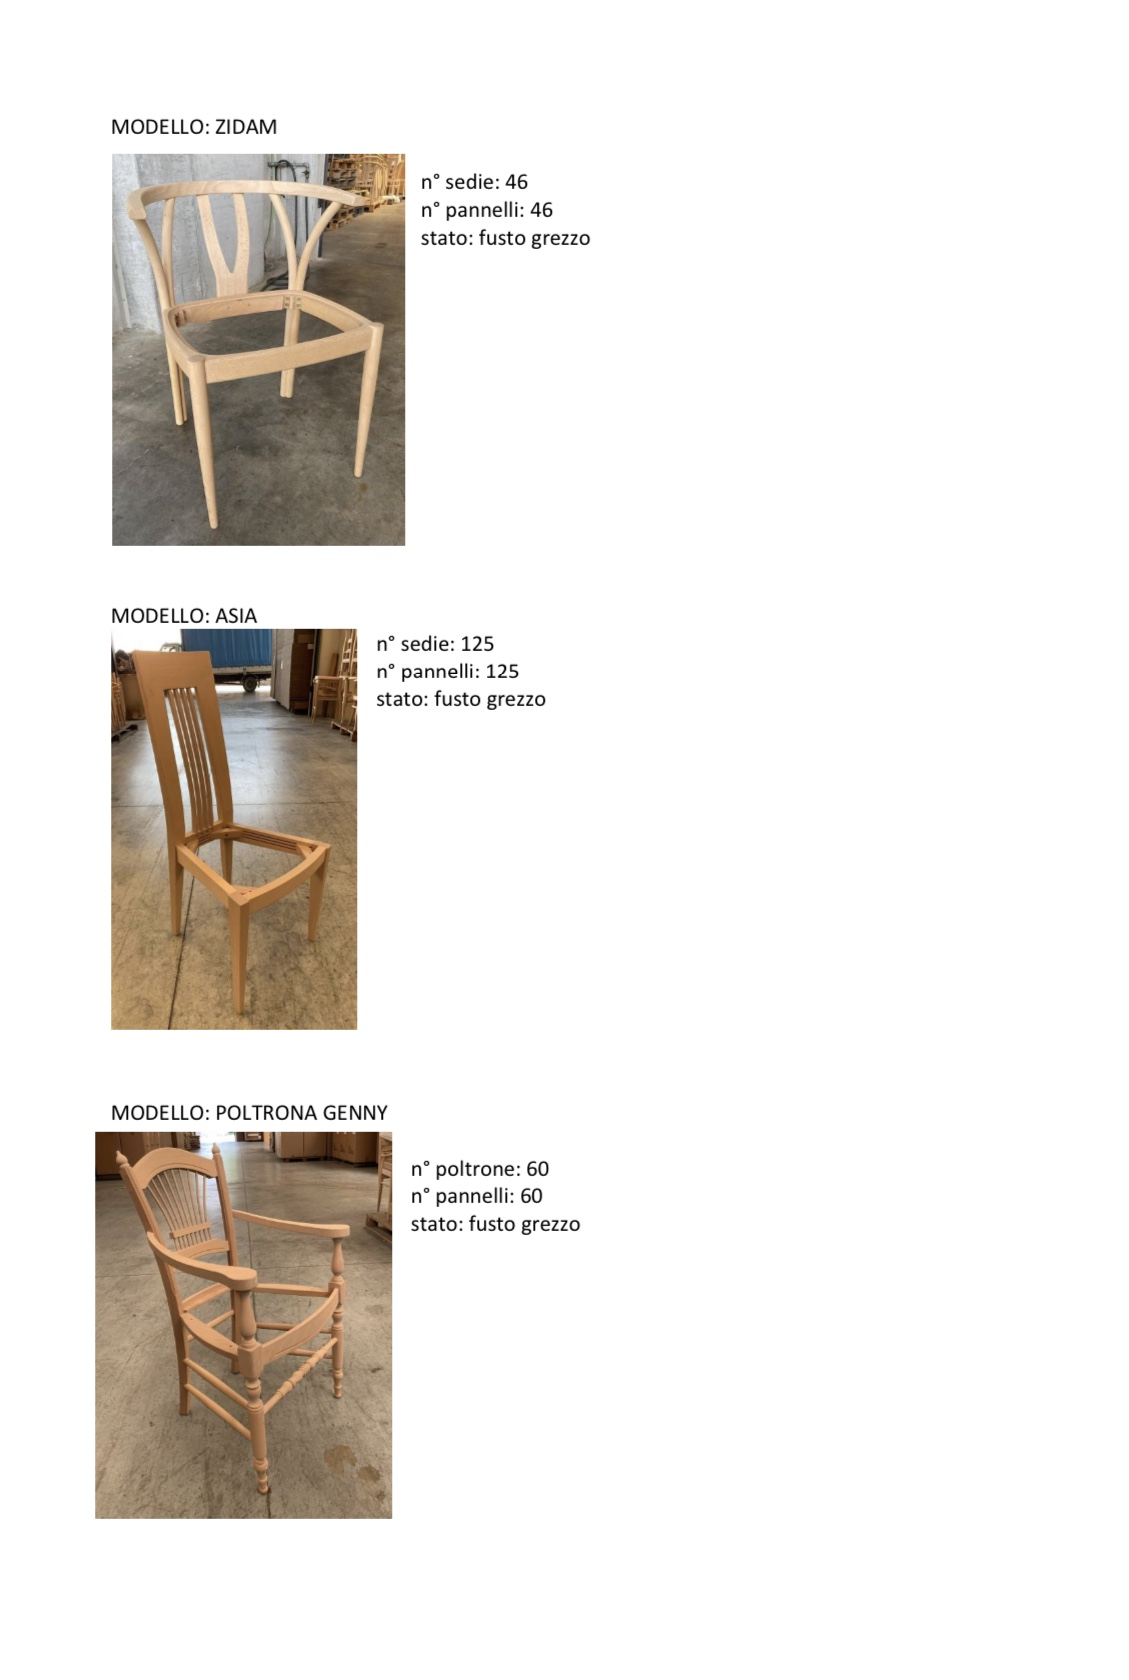 MODELLO: ZIDAM
n° sedie: 46
n° pannelli: 46
stato: fusto grezzo
MODELLO: ASIA
n° sedie: 125
n° pannelli: 125
stato: fusto grezzo
MODELLO: POLTRONA GENNY
n° poltrone: 60
n° pannelli: 60
stato: fusto grezzo